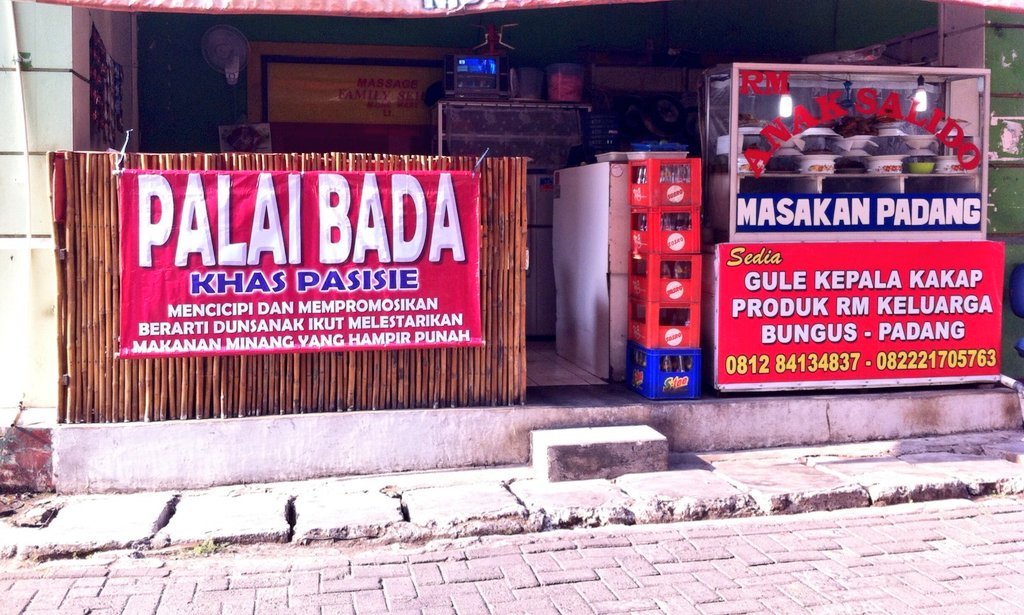 MASSAGE
FAMILY
PALAI BADA
KHAS PASISIE
MENCICIPI DAN MEMPROMOSIKAN
BERARTI DUNSANAK IKUT MELESTARIKAN
MAKANAN MINANG YANG HAMPIR PUNAH
RM
ANAK SALIDO
MASAKAN PADANG
Sedia
GULE KEPALA KAKAP
PRODUK RM KELUARGA
BUNGUS - PADANG
0812 84134837 - 082221705763